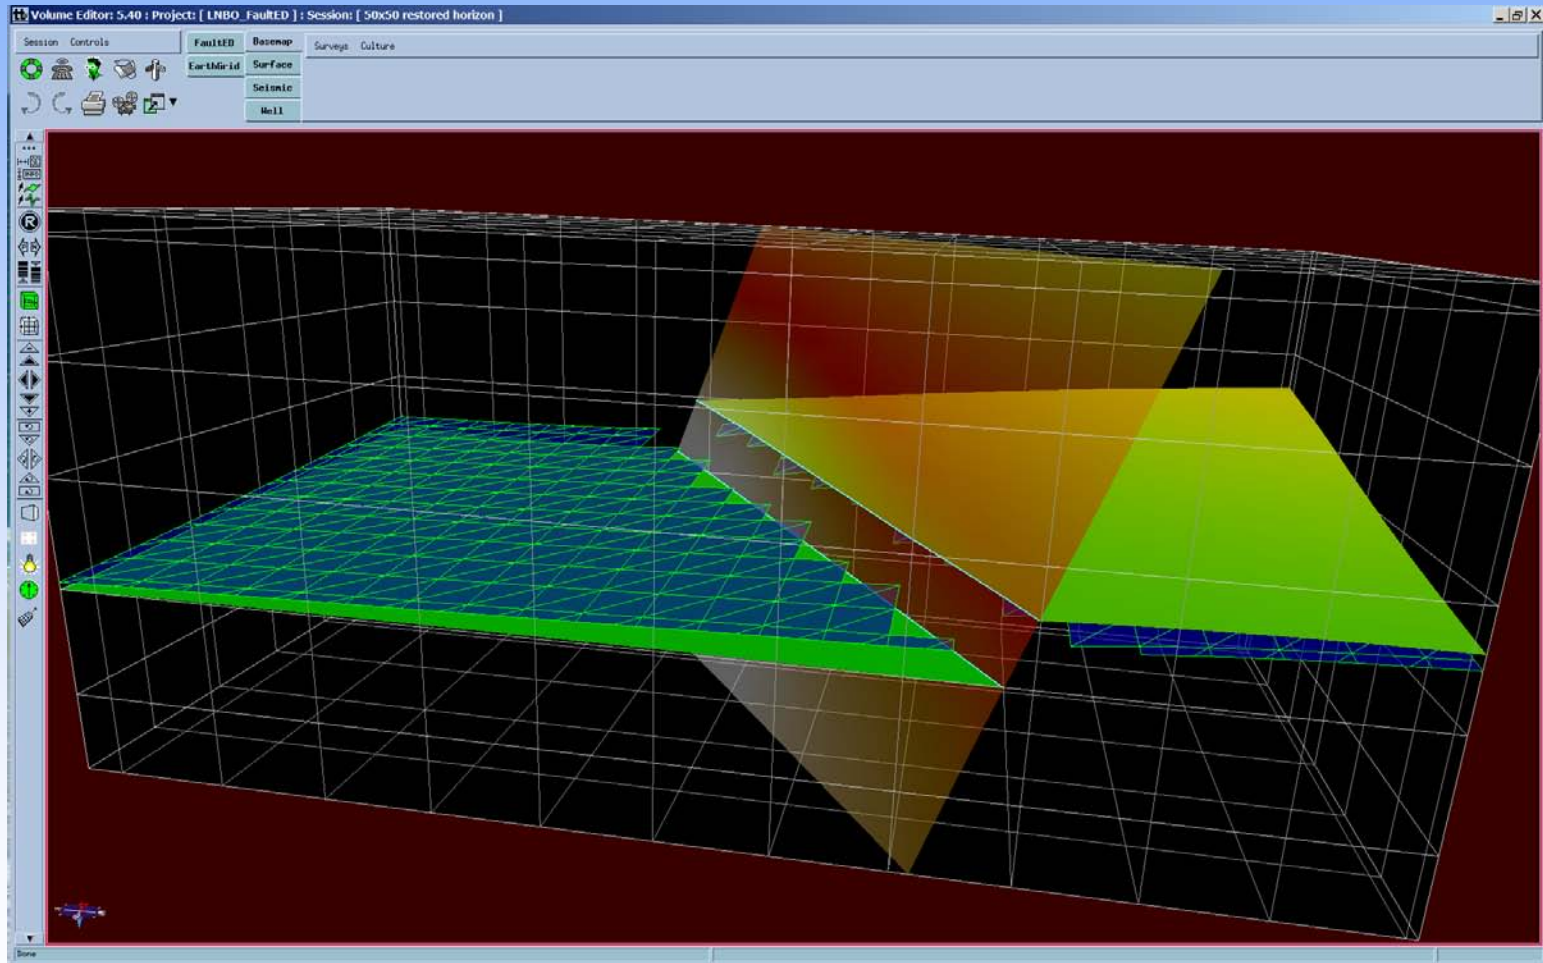 Volume Editor: 5.40 : Project: [ LNBO_FaultED ] : Session: [ 50x50 restored horizon ]
Session Controls
FaultED
Basemap
Surveys Culture
EarthGrid
Surface
Seismic
Well
R
Done